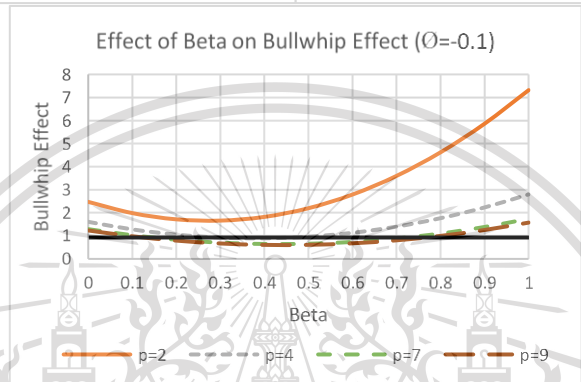 Effect of Beta on Bullwhip Effect (Ø=-0.1)
Bullwhip Effect
8
7
6
5
4
3
2
1
0
0 0.1 0.2 0.3 0.4 0.5 0.6 0.7 0.8 0.9 1
Beta
p=2 p=4 p=7 p=9